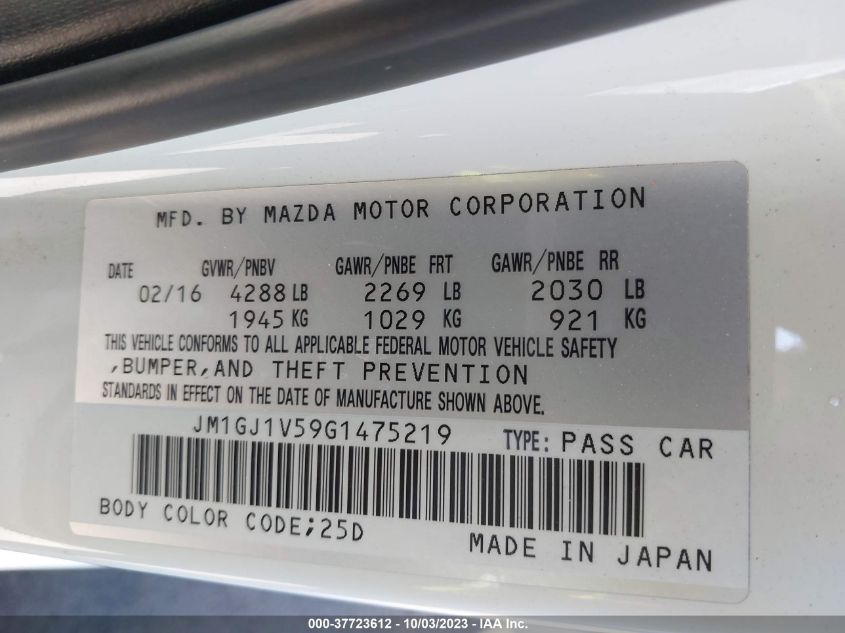 MFD. BY MAZDA MOTOR CORPORATION
DATE GVWR/PNBV GAWR/PNBE FRT GAWR/PNBE RR
02/16 4288 LB 2269 LB 2030 LB
1945 KG 1029 KG 921 KG
THIS VEHICLE CONFORMS TO ALL APPLICABLE FEDERAL MOTOR VEHICLE SAFETY
,BUMPER,AND THEFT PREVENTION
STANDARDS IN EFFECT ON THE DATE OF MANUFACTURE SHOWN ABOVE.
JM1GJ1V59G1475219 TYPE: PASS CAR
BODY COLOR CODE;25D
MADE IN JAPAN
000-37723612 - 10/03/2023 - IAA Inc.